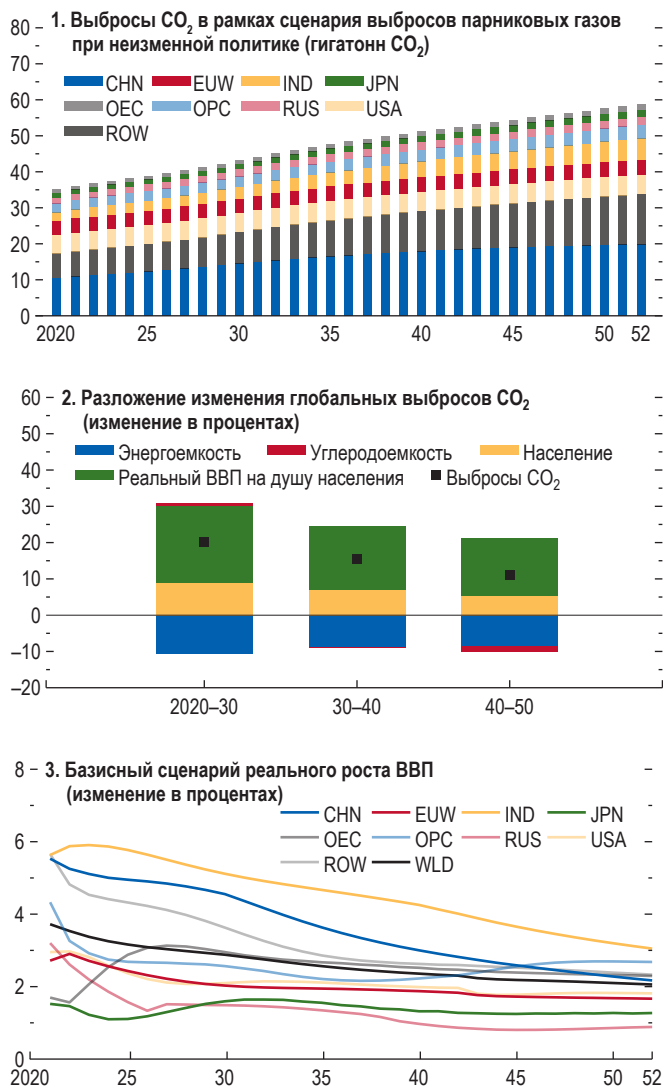 1. Выбросы CO2 в рамках сценария выбросов парниковых газов
при неизменной политике (гигатонн CO2)
80
70
60
50
40
30
20
10
0
CHN EUW IND JPN
OEC OPC RUS USA
ROW
2020 25 30 35 40 45 50 52
2. Разложение изменения глобальных выбросов CO2
(изменение в процентах)
60
50
40
30
20
10
0
–10
–20
Энергоемкость Углеродоемкость Население
Реальный ВВП на душу населения Выбросы CO2
2020–30 30–40 40–50
3. Базисный сценарий реального роста ВВП
(изменение в процентах)
8
6
4
2
0
CHN EUW IND JPN
OEC OPC RUS USA
ROW WLD
2020 25 30 35 40 45 50 52